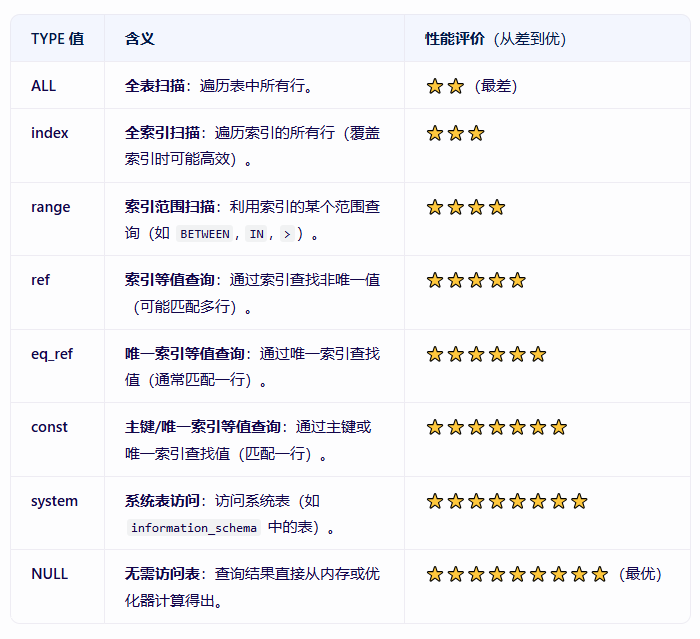 TYPE 值 含义 性能评价（从差到优）
ALL 全表扫描：遍历表中所有行。 ⭐⭐（最差）
index 全索引扫描：遍历索引的所有行（覆盖 ⭐⭐⭐
索引时可能高效）。
range 索引范围扫描：利用索引的某个范围查 ⭐⭐⭐⭐
询（如 BETWEEN, IN, >）。
ref 索引等值查询：通过索引查找非唯一值 ⭐⭐⭐⭐⭐
（可能匹配多行）。
eq_ref 唯一索引等值查询：通过唯一索引查找 ⭐⭐⭐⭐⭐⭐
值（通常匹配一行）。
const 主键/唯一索引等值查询：通过主键或 ⭐⭐⭐⭐⭐⭐⭐
唯一索引查找值（匹配一行）。
system 系统表访问：访问系统表（如 ⭐⭐⭐⭐⭐⭐⭐⭐
information_schema 中的表）。
NULL 无需访问表：查询结果直接从内存或优 ⭐⭐⭐⭐⭐⭐⭐⭐⭐（最优）
化器计算得出。